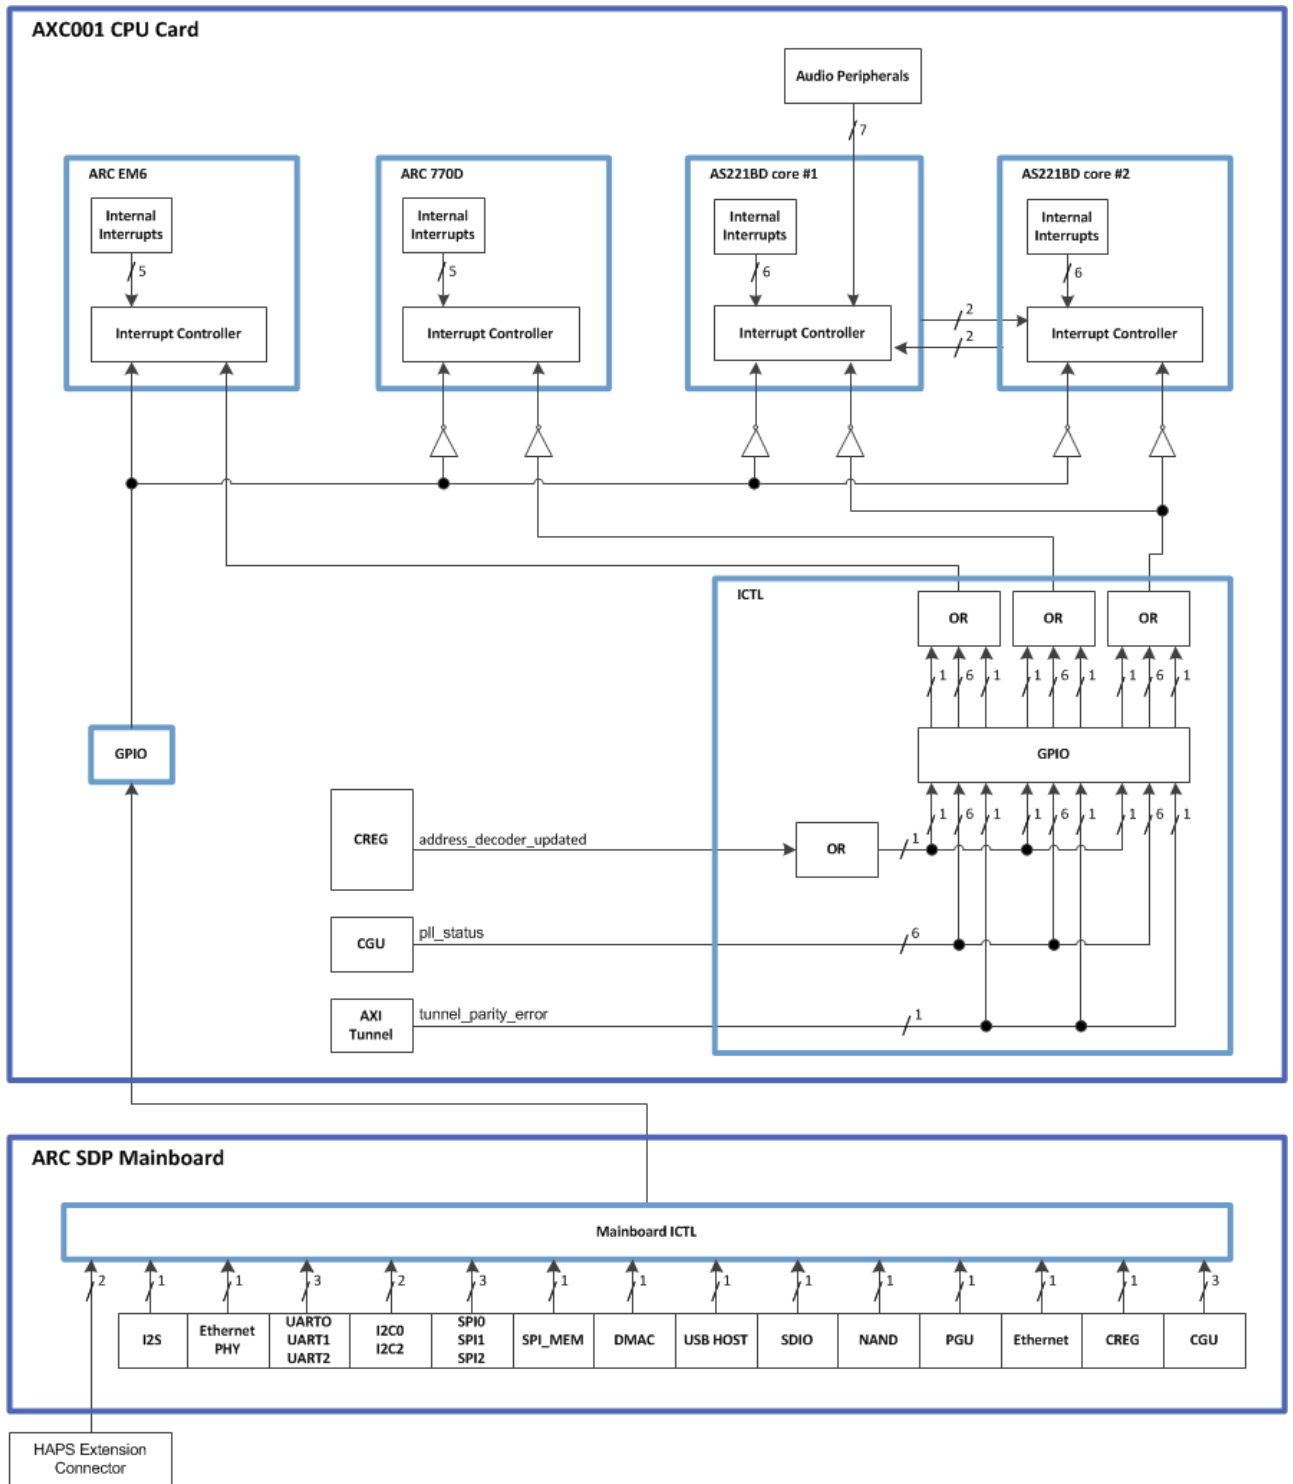 AXC001 CPU Card
Audio Peripherals
7
ARC EM6
ARC 770D
AS221BD core #1
AS221BD core #2
Internal
Interrupts
Internal
Interrupts
Internal
Interrupts
Internal
Interrupts
5
5
6
6
Interrupt Controller
Interrupt Controller
Interrupt Controller
Interrupt Controller
2
2
ICTL
OR
OR
OR
1
6
1
1
6
1
1
6
1
GPIO
GPIO
1
6
1
1
6
1
1
6
1
CREG
address_decoder_updated
OR
1
CGU
pll_status
6
AXI
Tunnel
tunnel_parity_error
1
ARC SDP Mainboard
Mainboard ICTL
2
1
1
3
2
3
1
1
1
1
1
1
1
1
3
I2S
Ethernet
PHY
UARTO
UART1
UART2
I2C0
I2C2
SPI0
SPI1
SPI2
SPI_MEM
DMAC
USB HOST
SDIO
NAND
PGU
Ethernet
CREG
CGU
HAPS Extension
Connector